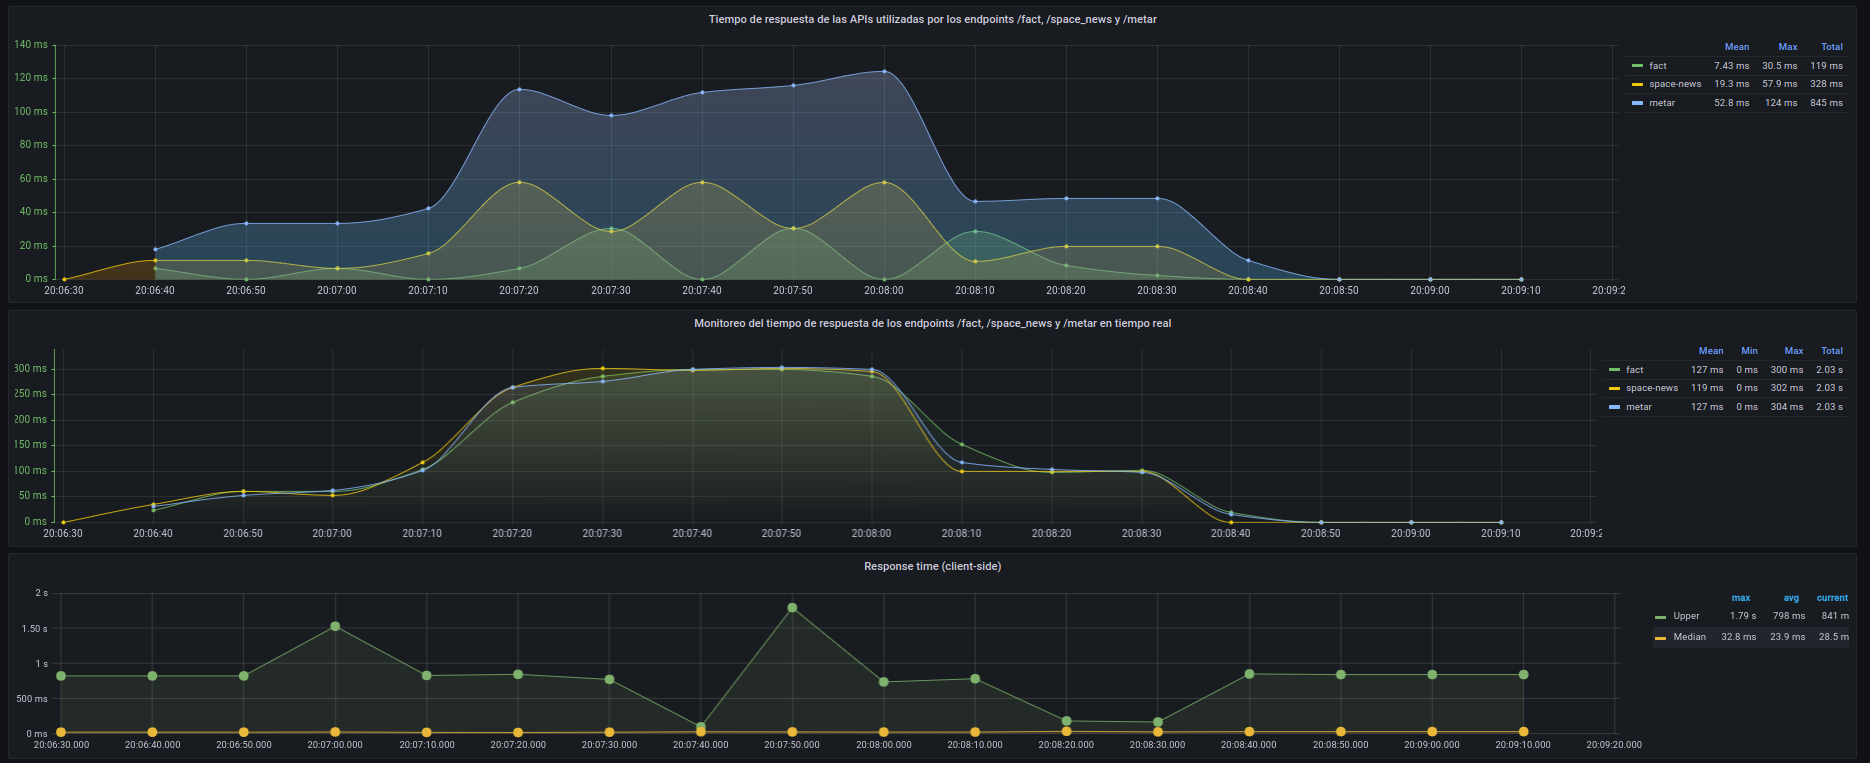 Tiempo de respuesta de las APIs utilizadas por los endpoints /fact, /space_news y /metar
140 ms
120 ms
100 ms
80 ms
60 ms
40 ms
20 ms
0 ms
20:06:30 20:06:40 20:06:50 20:07:00 20:07:10 20:07:20 20:07:30 20:07:40 20:07:50 20:08:00 20:08:10 20:08:20 20:08:30 20:08:40 20:08:50 20:09:00 20:09:10 20:09:2
Mean Max Total
fact 7.43 ms 30.5 ms 119 ms
space-news 19.3 ms 57.9 ms 328 ms
metar 52.8 ms 124 ms 845 ms
Monitoreo del tiempo de respuesta de los endpoints /fact, /space_news y /metar en tiempo real
300 ms
250 ms
200 ms
150 ms
100 ms
50 ms
0 ms
20:06:30 20:06:40 20:06:50 20:07:00 20:07:10 20:07:20 20:07:30 20:07:40 20:07:50 20:08:00 20:08:10 20:08:20 20:08:30 20:08:40 20:08:50 20:09:00 20:09:10 20:09:2
Mean Min Max Total
fact 127 ms 0 ms 300 ms 2.03 s
space-news 119 ms 0 ms 302 ms 2.03 s
metar 127 ms 0 ms 304 ms 2.03 s
Response time (client-side)
2 s
1.50 s
1 s
500 ms
0 ms
20:06:30.000 20:06:40.000 20:06:50.000 20:07:00.000 20:07:10.000 20:07:20.000 20:07:30.000 20:07:40.000 20:07:50.000 20:08:00.000 20:08:10.000 20:08:20.000 20:08:30.000 20:08:40.000 20:08:50.000 20:09:00.000 20:09:10.000 20:09:20.000
max avg current
Upper 1.79 s 798 ms 841 m
Median 32.8 ms 23.9 ms 28.5 m